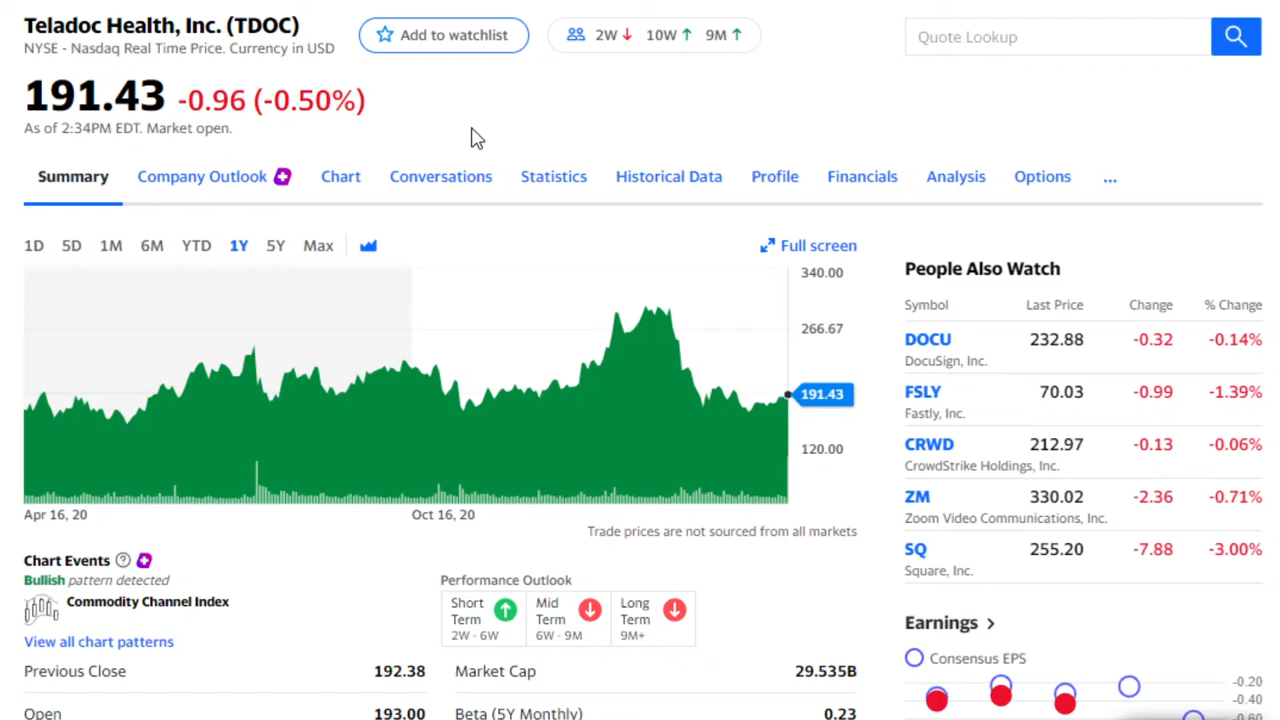 Teladoc Health, Inc. (TDOC)
NYSE - Nasdaq Real Time Price. Currency in USD
Add to watchlist
2W 10W 9M
Quote Lookup
191.43 -0.96 (-0.50%)
As of 2:34PM EDT. Market open.
Summary Company Outlook Chart Conversations Statistics Historical Data Profile Financials Analysis Options ...
1D 5D 1M 6M YTD 1Y 5Y Max
Full screen
340.00
266.67
191.43
120.00
Apr 16, 20 Oct 16, 20
Trade prices are not sourced from all markets
People Also Watch
Symbol Last Price Change % Change
DOCU 232.88 -0.32 -0.14%
DocuSign, Inc.
FSLY 70.03 -0.99 -1.39%
Fastly, Inc.
CRWD 212.97 -0.13 -0.06%
CrowdStrike Holdings, Inc.
ZM 330.02 -2.36 -0.71%
Zoom Video Communications, Inc.
SQ 255.20 -7.88 -3.00%
Square, Inc.
Chart Events ?
Bullish pattern detected
Commodity Channel Index
View all chart patterns
Performance Outlook
Short Term 2W - 6W
Mid Term 6W - 9M
Long Term 9M+
Previous Close 192.38
Open 193.00
Market Cap 29.535B
Beta (5Y Monthly) 0.23
Earnings >
Consensus EPS
-0.20
-0.40
-0.60